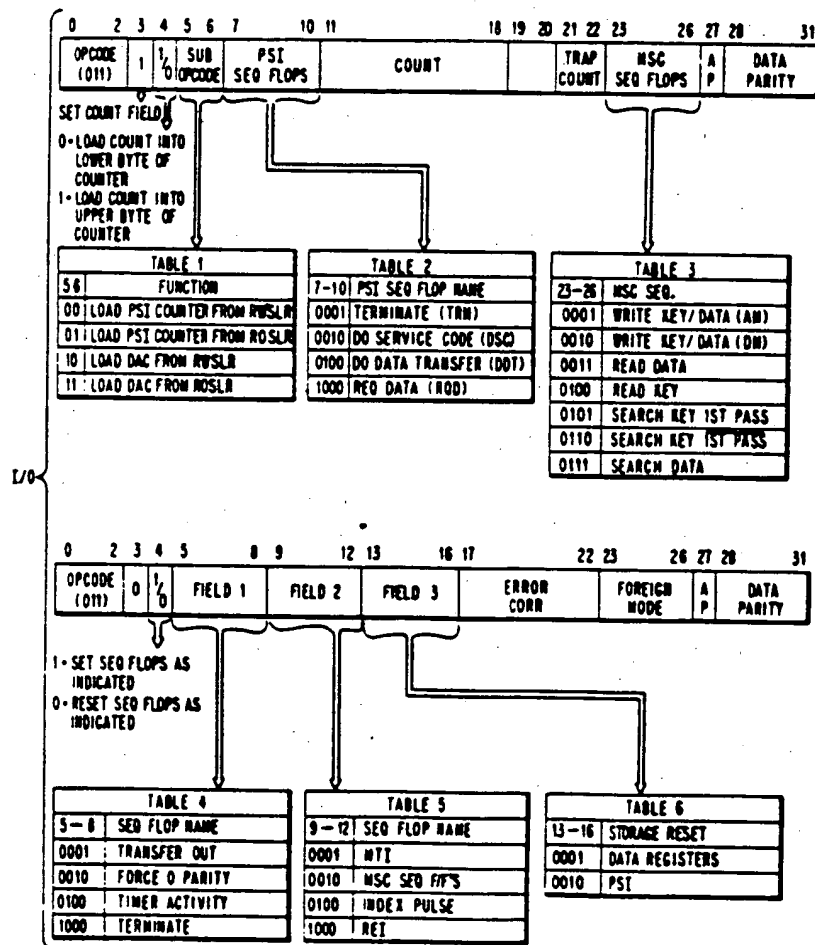 0 2 3 4 5 6 7 10 11 18 19 20 21 22 23 26 27 28 31
OPCODE (011) 1 1/0 SUB OPCODE PSI SEQ FLOPS COUNT TRAP COUNT MSC SEQ FLOPS A P DATA PARITY
SET COUNT FIELD
0=LOAD COUNT INTO
LOWER BYTE OF
COUNTER
1=LOAD COUNT INTO
UPPER BYTE OF
COUNTER
TABLE 1
56 FUNCTION
00 LOAD PSI COUNTER FROM RWSLR
01 LOAD PSI COUNTER FROM ROSLR
10 LOAD DAC FROM RWSLR
11 LOAD DAC FROM ROSLR
TABLE 2
7-10 PSI SEQ FLOP NAME
0001 TERMINATE (TRM)
0010 DO SERVICE CODE (DSC)
0100 DO DATA TRANSFER (DDT)
1000 REQ DATA (RQD)
TABLE 3
23-26 MSC SEQ.
0001 WRITE KEY/DATA (AM)
0010 WRITE KEY/DATA (DM)
0011 READ DATA
0100 READ KEY
0101 SEARCH KEY 1ST PASS
0110 SEARCH KEY 1ST PASS
0111 SEARCH DATA
I/O
0 2 3 4 5 8 9 12 13 16 17 22 23 26 27 28 31
OPCODE (011) 0 1/0 FIELD 1 FIELD 2 FIELD 3 ERROR CORR FOREIGN MODE A P DATA PARITY
1=SET SEQ FLOPS AS
INDICATED
0=RESET SEQ FLOPS AS
INDICATED
TABLE 4
5-8 SEQ FLOP NAME
0001 TRANSFER OUT
0010 FORCE 0 PARITY
0100 TIMER ACTIVITY
1000 TERMINATE
TABLE 5
9-12 SEQ FLOP NAME
0001 MTI
0010 MSC SEQ F/F'S
0100 INDEX PULSE
1000 REI
TABLE 6
13-16 STORAGE RESET
0001 DATA REGISTERS
0010 PSI